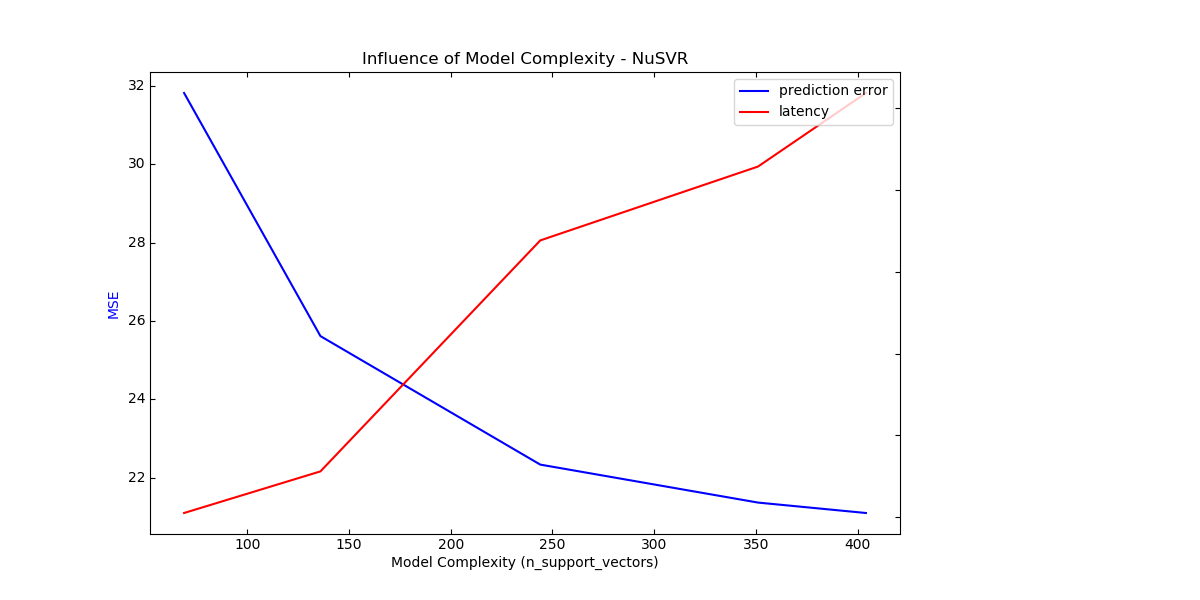 Influence of Model Complexity - NuSVR
prediction error
latency
32
30
28
26
24
22
MSE
100 150 200 250 300 350 400
Model Complexity (n_support_vectors)